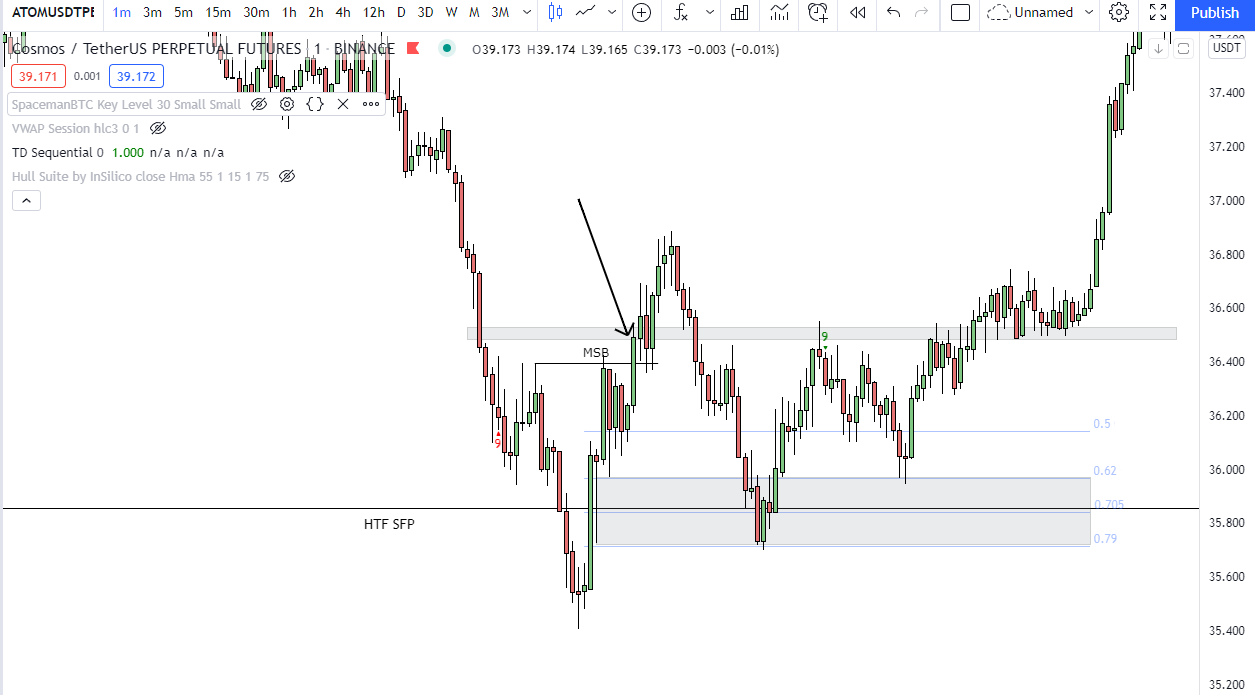 ATOMUSDTPE 1m 3m 5m 15m 30m 1h 2h 4h 12h D 3D W M 3M Unnamed Publish
Cosmos / TetherUS PERPETUAL FUTURES 1 · BINANCE O39.173 H39.174 L39.165 C39.173 −0.003 (−0.01%)
USDT
39.171 0.001 39.172
37.400
SpacemanBTC Key Level 30 Small Small
VWAP Session hlc3 0 1
37.200
TD Sequential 0 1.000 n/a n/a n/a
Hull Suite by InSilico close Hma 55 1 15 1 75
37.000
36.800
36.600
9
MSB
36.400
0.5
36.200
9
0.62
36.000
0.705
HTF SFP
35.800
0.79
35.600
35.400
35.200